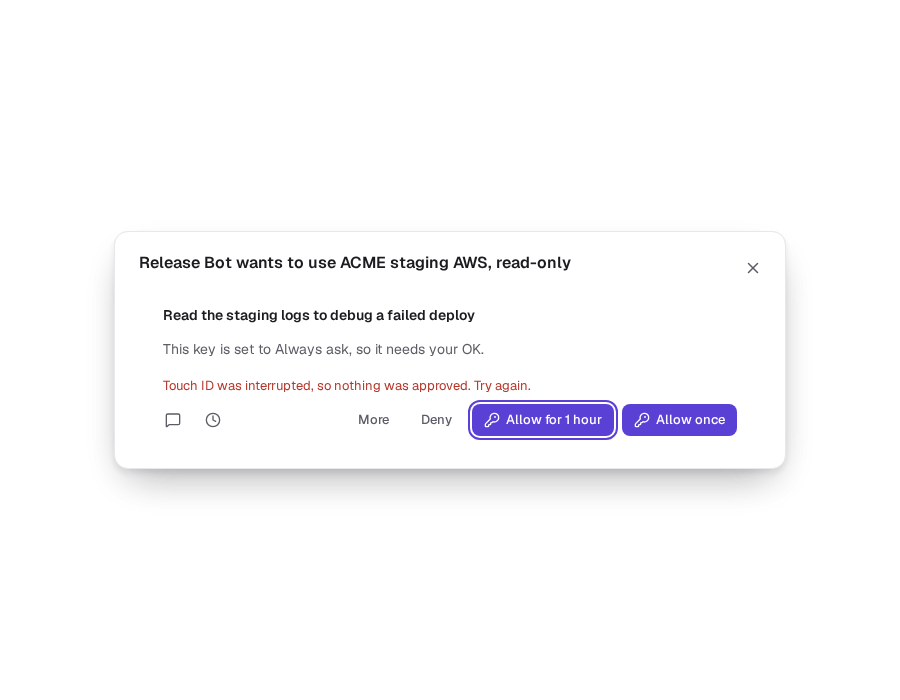 Release Bot wants to use ACME staging AWS, read-only
Read the staging logs to debug a failed deploy
This key is set to Always ask, so it needs your OK.
Touch ID was interrupted, so nothing was approved. Try again.
More Deny Allow for 1 hour Allow once